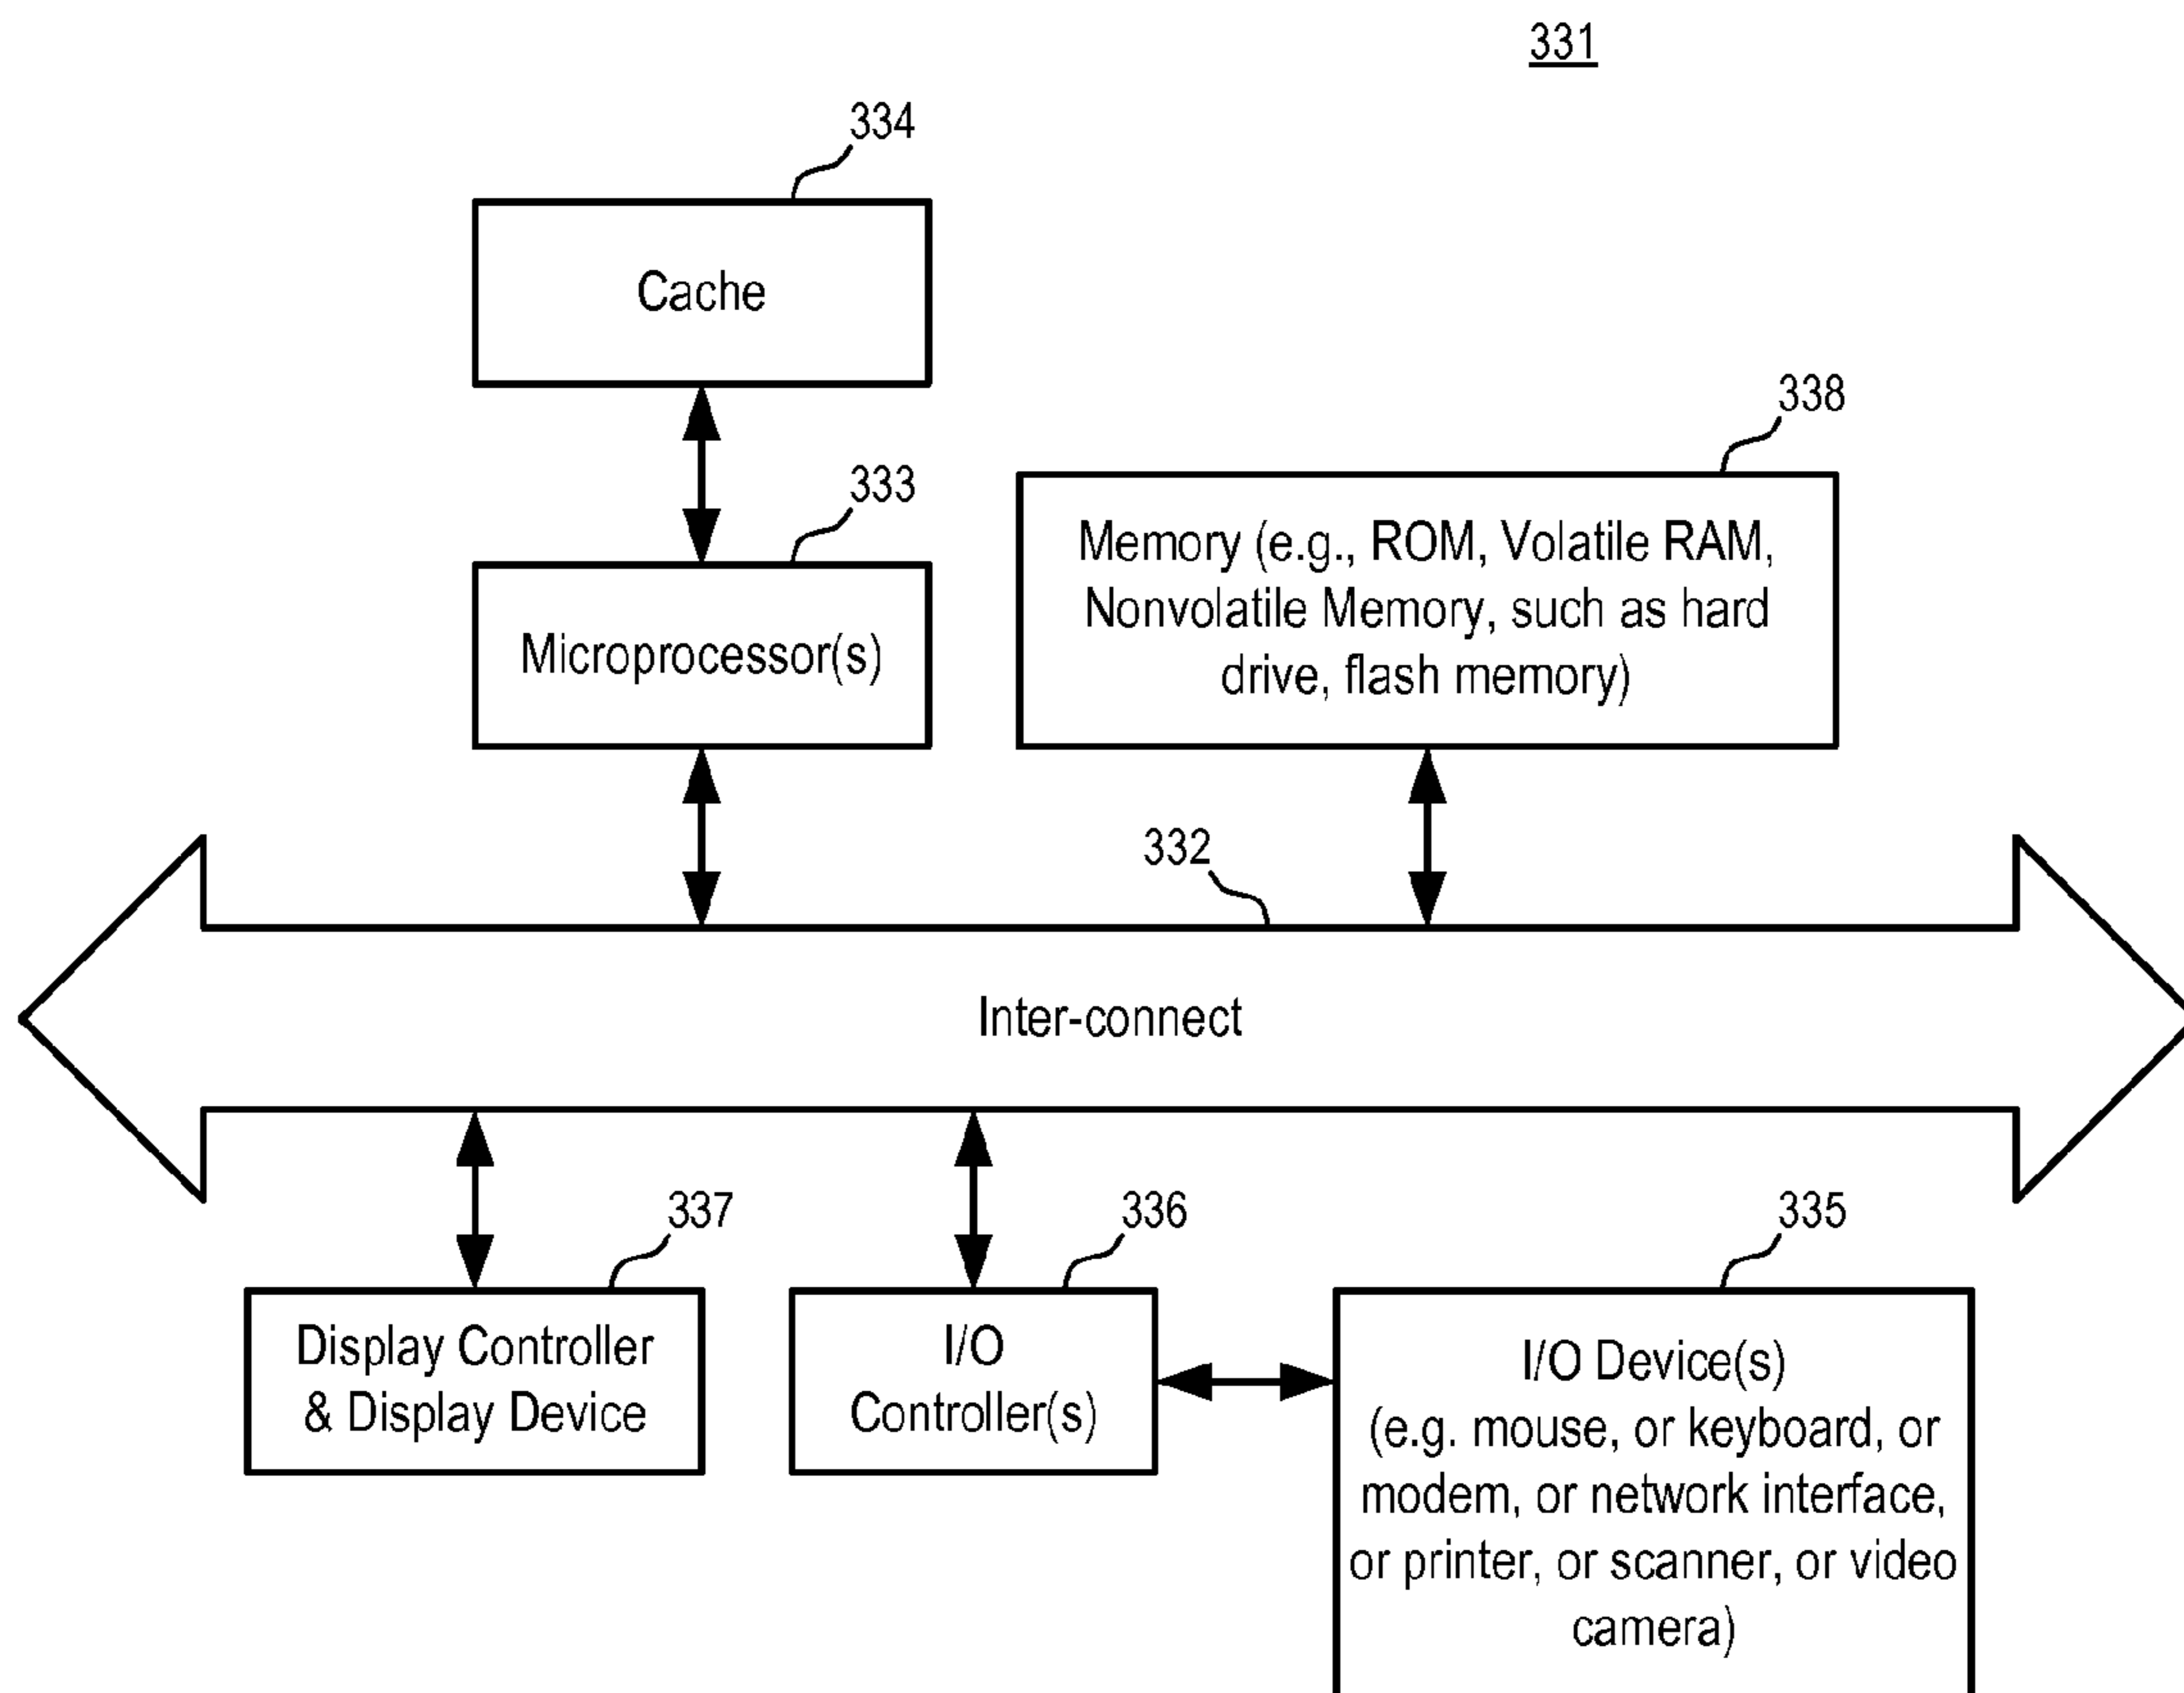 331
334
Cache
338
333
Memory (e.g., ROM, Volatile RAM,
Nonvolatile Memory, such as hard
drive, flash memory)
Microprocessor(s)
332
Inter-connect
337
336
335
Display Controller
& Display Device
I/O
Controller(s)
I/O Device(s)
(e.g. mouse, or keyboard, or
modem, or network interface,
or printer, or scanner, or video
camera)